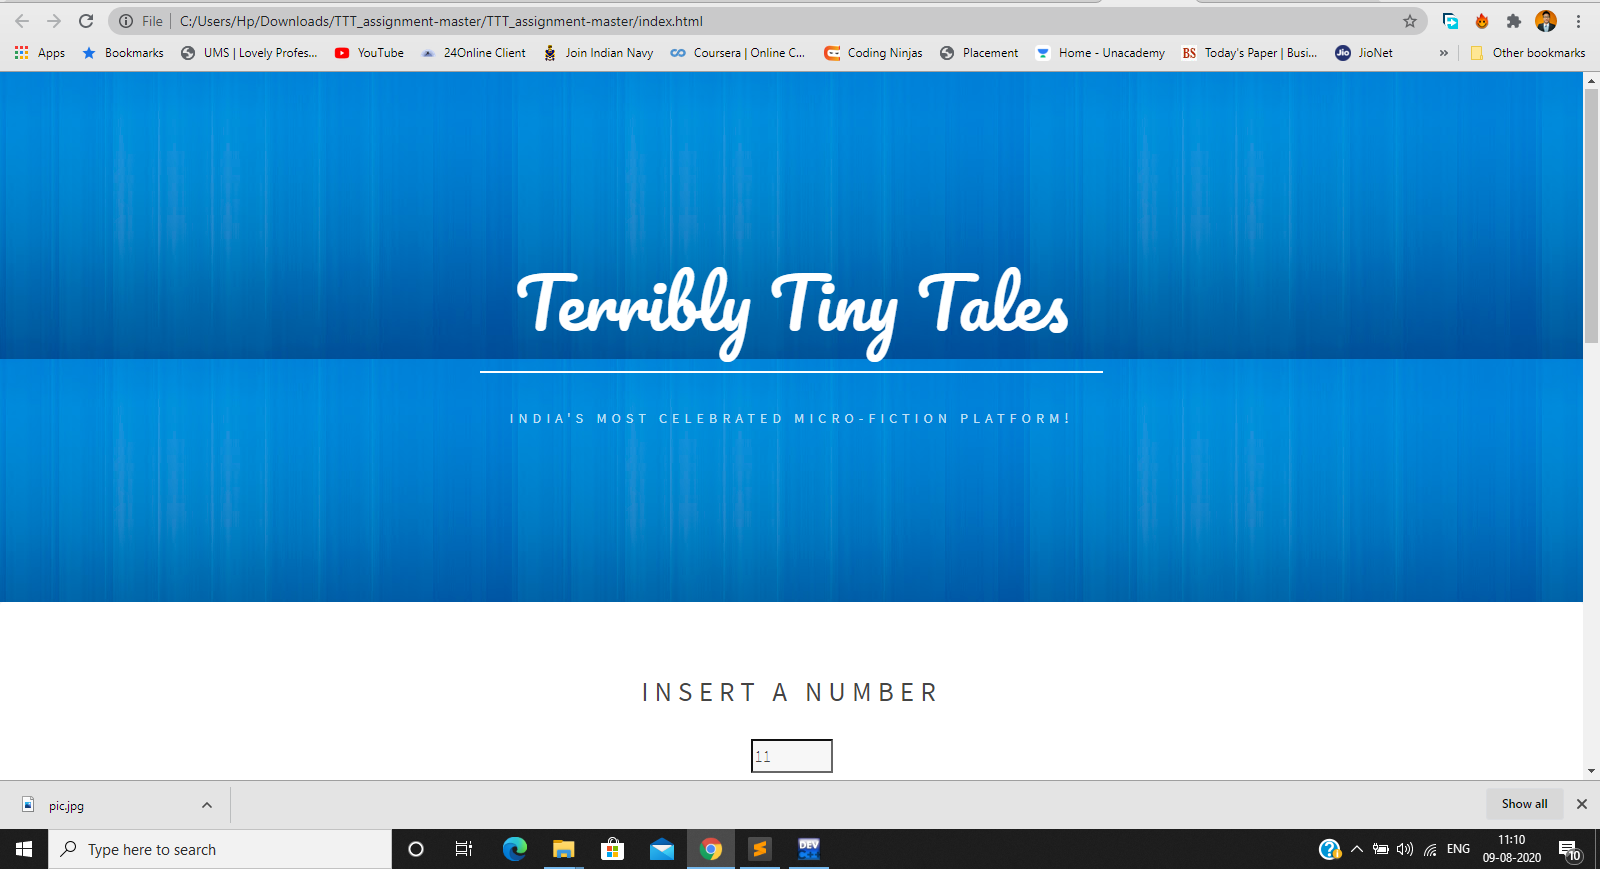 File | C:/Users/Hp/Downloads/TTT_assignment-master/TTT_assignment-master/index.html
Apps Bookmarks UMS | Lovely Profes... YouTube 24Online Client Join Indian Navy Coursera | Online C... Coding Ninjas Placement Home - Unacademy BS Today's Paper | Busi... Jio JioNet » Other bookmarks
Terribly Tiny Tales
INDIA'S MOST CELEBRATED MICRO-FICTION PLATFORM!
INSERT A NUMBER
11
pic.jpg Show all
Type here to search DEV ENG 11:10
09-08-2020 10